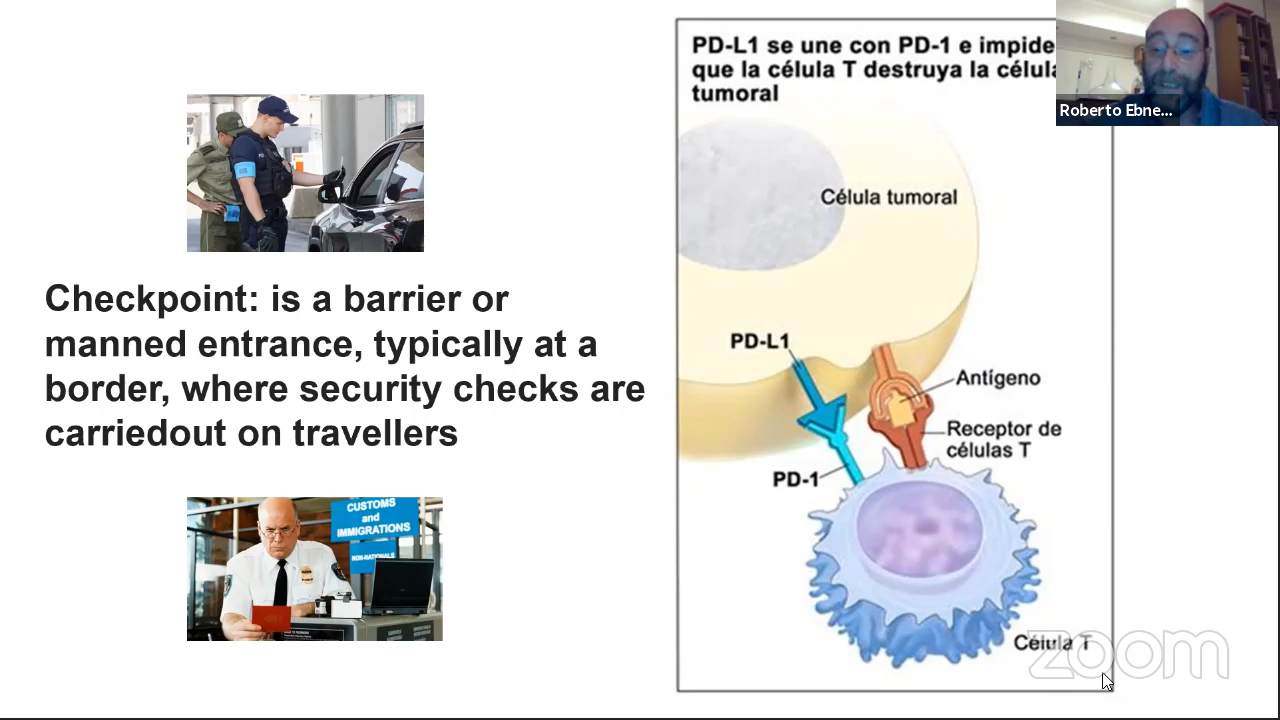 Checkpoint: is a barrier or
manned entrance, typically at a
border, where security checks are
carriedout on travellers
CUSTOMS
and
IMMIGRATIONS
NON-NATIONALS
PD-L1 se une con PD-1 e impide
que la célula T destruya la célula
tumoral
Célula tumoral
PD-L1
Antígeno
Receptor de
células T
PD-1
Célula T
Roberto Ebne...
zoom